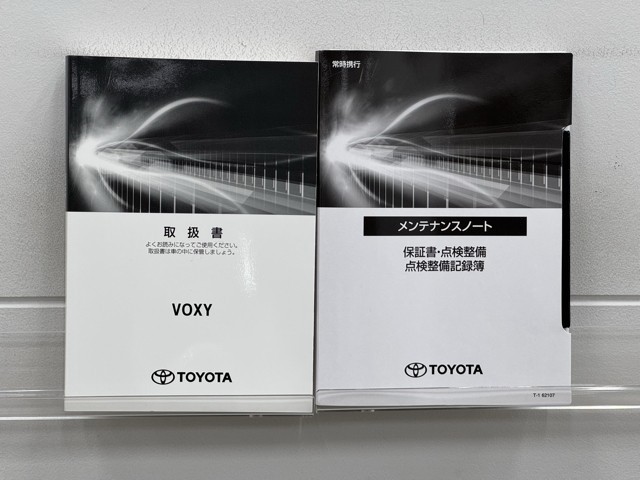 取扱書
よくお読みになってご使用ください。
取扱書は車の中に保管しましょう。
VOXY
TOYOTA
常時携行
メンテナンスノート
保証書・点検整備
点検整備記録簿
TOYOTA
T-1 62107